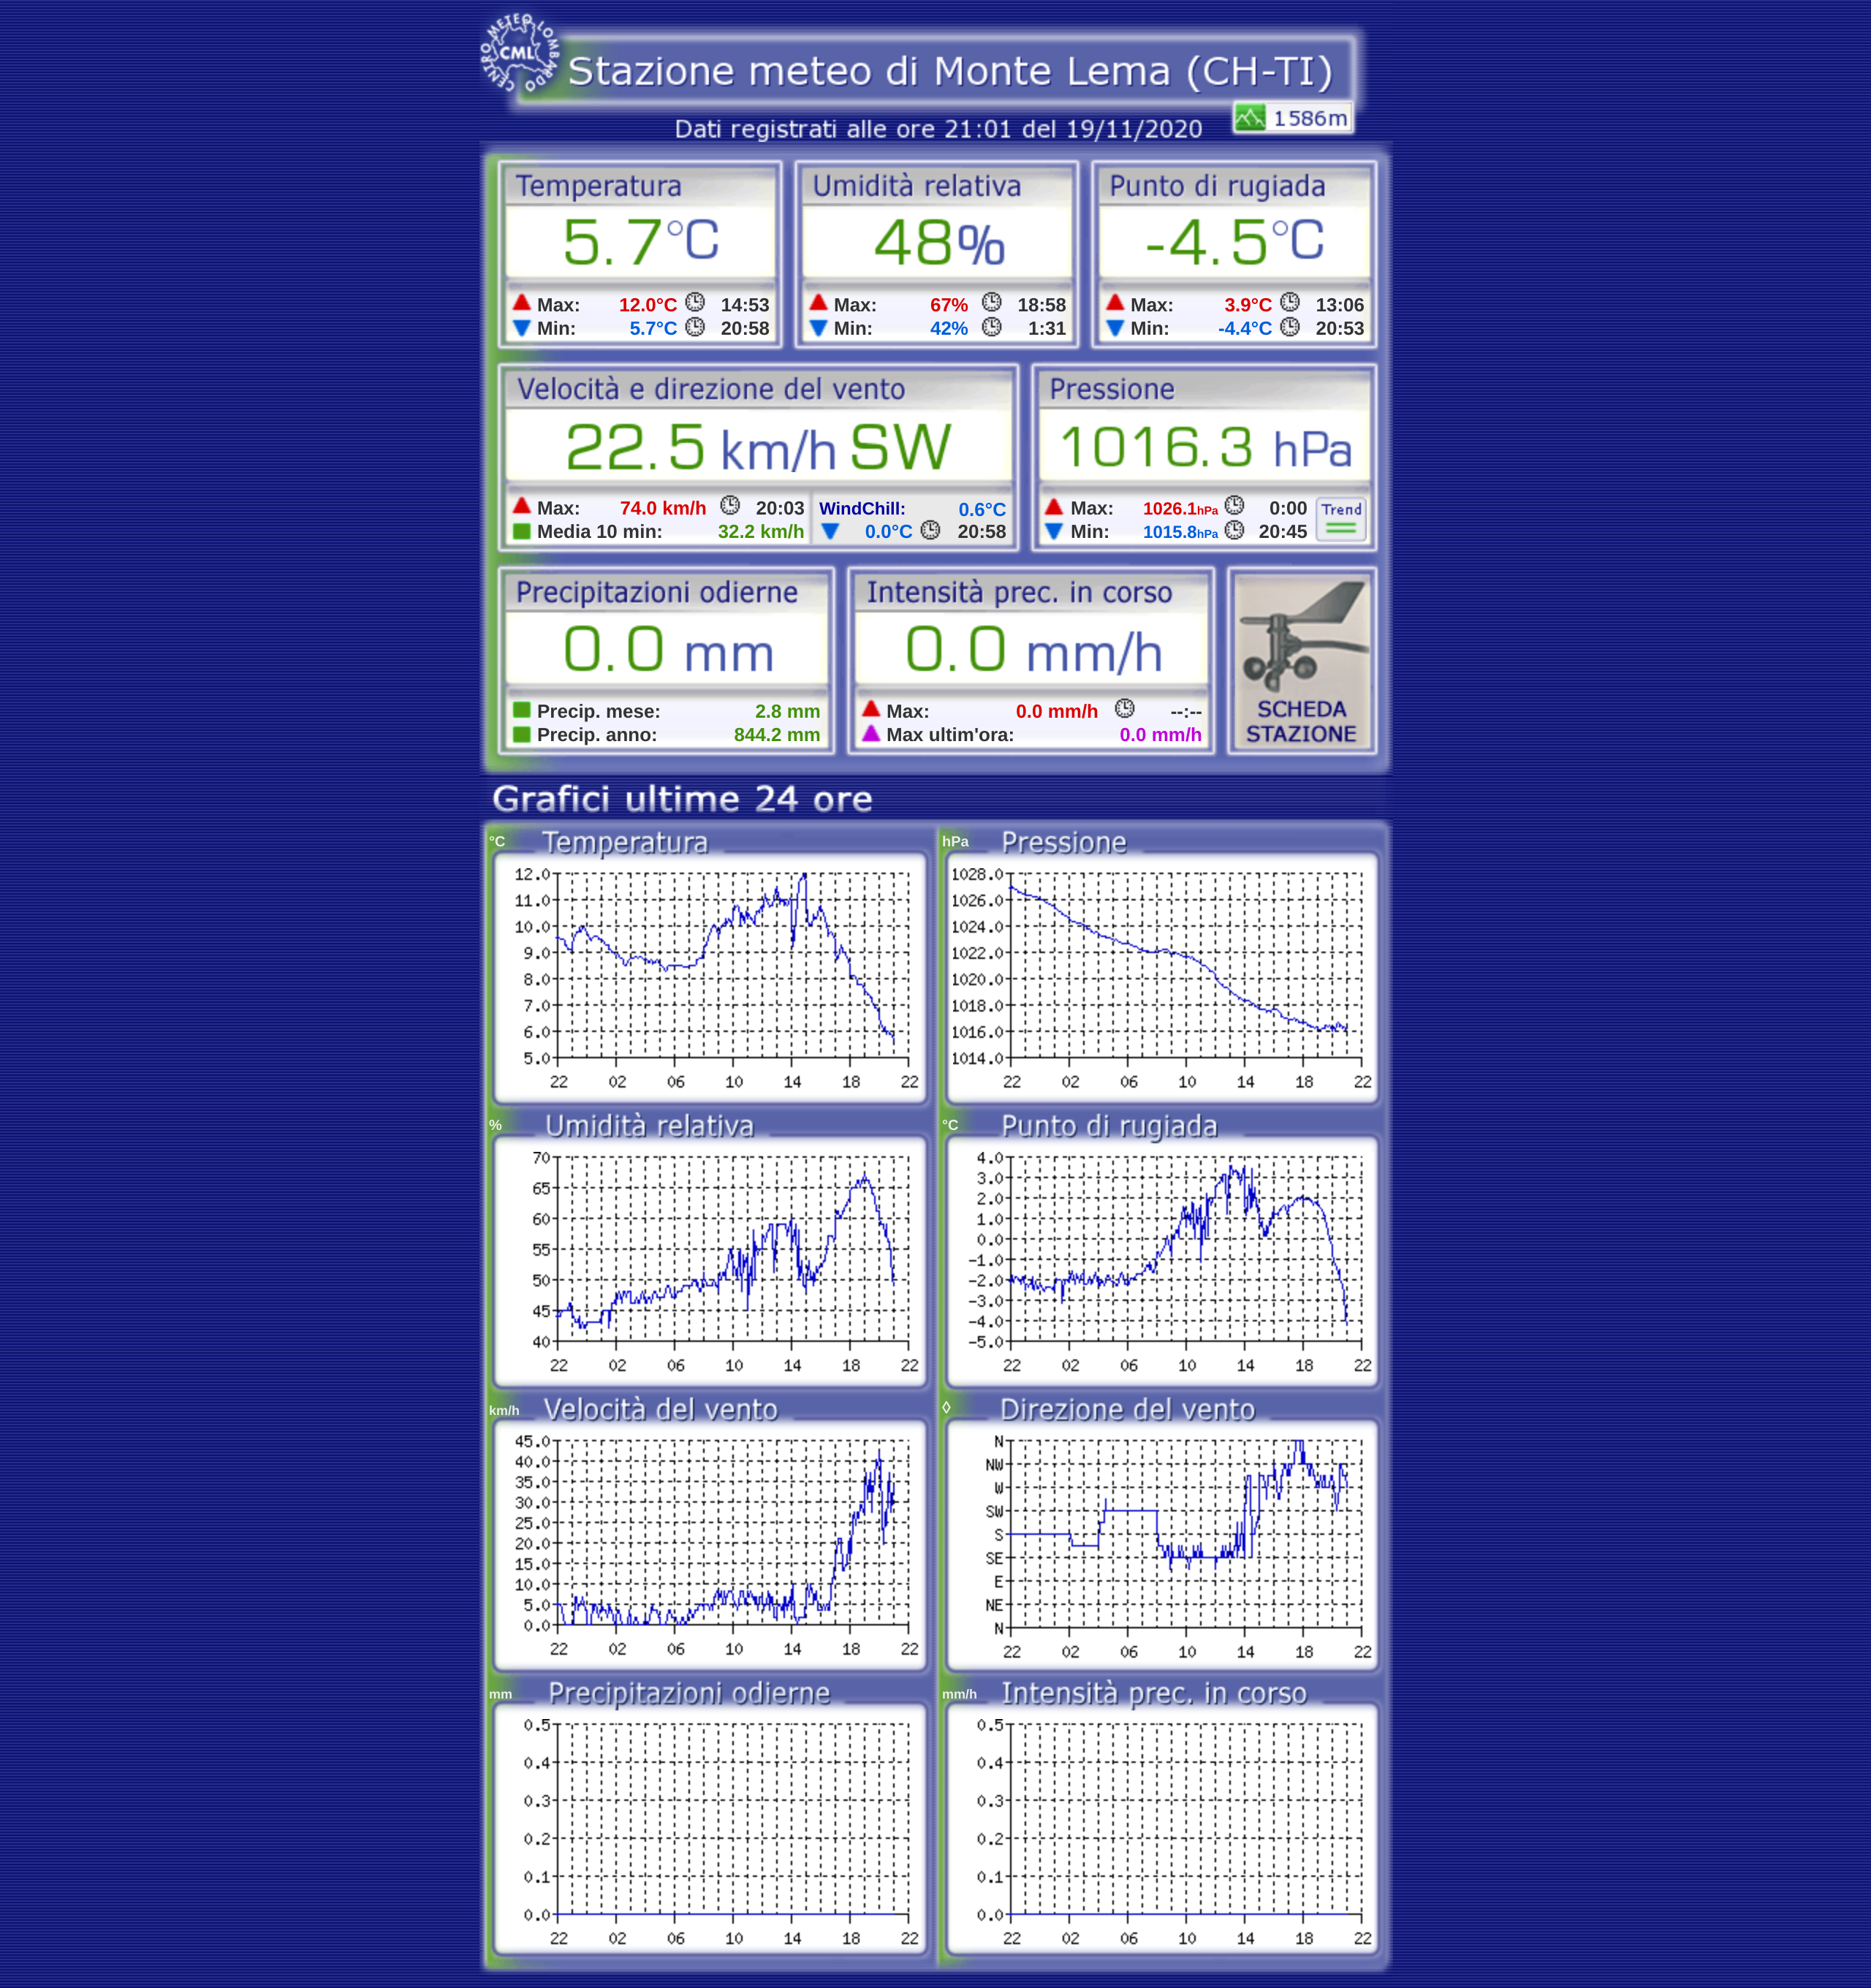 CENTRO METEO LOMBARDO
CML
Stazione meteo di Monte Lema (CH-TI)
1586m
Dati registrati alle ore 21:01 del 19/11/2020
Temperatura
5.7°C
Max: 12.0°C 14:53
Min: 5.7°C 20:58
Umidità relativa
48%
Max: 67% 18:58
Min: 42% 1:31
Punto di rugiada
-4.5°C
Max: 3.9°C 13:06
Min: -4.4°C 20:53
Velocità e direzione del vento
22.5 km/h SW
Max: 74.0 km/h 20:03
Media 10 min: 32.2 km/h
WindChill: 0.6°C
0.0°C 20:58
Pressione
1016.3 hPa
Max: 1026.1hPa 0:00
Min: 1015.8hPa 20:45
Trend
Precipitazioni odierne
0.0 mm
Precip. mese: 2.8 mm
Precip. anno: 844.2 mm
Intensità prec. in corso
0.0 mm/h
Max: 0.0 mm/h --:--
Max ultim'ora: 0.0 mm/h
SCHEDA
STAZIONE
Grafici ultime 24 ore
°C Temperatura
12.0
11.0
10.0
9.0
8.0
7.0
6.0
5.0
22 02 06 10 14 18 22
hPa Pressione
1028.0
1026.0
1024.0
1022.0
1020.0
1018.0
1016.0
1014.0
22 02 06 10 14 18 22
% Umidità relativa
70
65
60
55
50
45
40
22 02 06 10 14 18 22
°C Punto di rugiada
4.0
3.0
2.0
1.0
0.0
-1.0
-2.0
-3.0
-4.0
-5.0
22 02 06 10 14 18 22
km/h Velocità del vento
45.0
40.0
35.0
30.0
25.0
20.0
15.0
10.0
5.0
0.0
22 02 06 10 14 18 22
◊ Direzione del vento
N
NW
W
SW
S
SE
E
NE
N
22 02 06 10 14 18 22
mm Precipitazioni odierne
0.5
0.4
0.3
0.2
0.1
0.0
22 02 06 10 14 18 22
mm/h Intensità prec. in corso
0.5
0.4
0.3
0.2
0.1
0.0
22 02 06 10 14 18 22